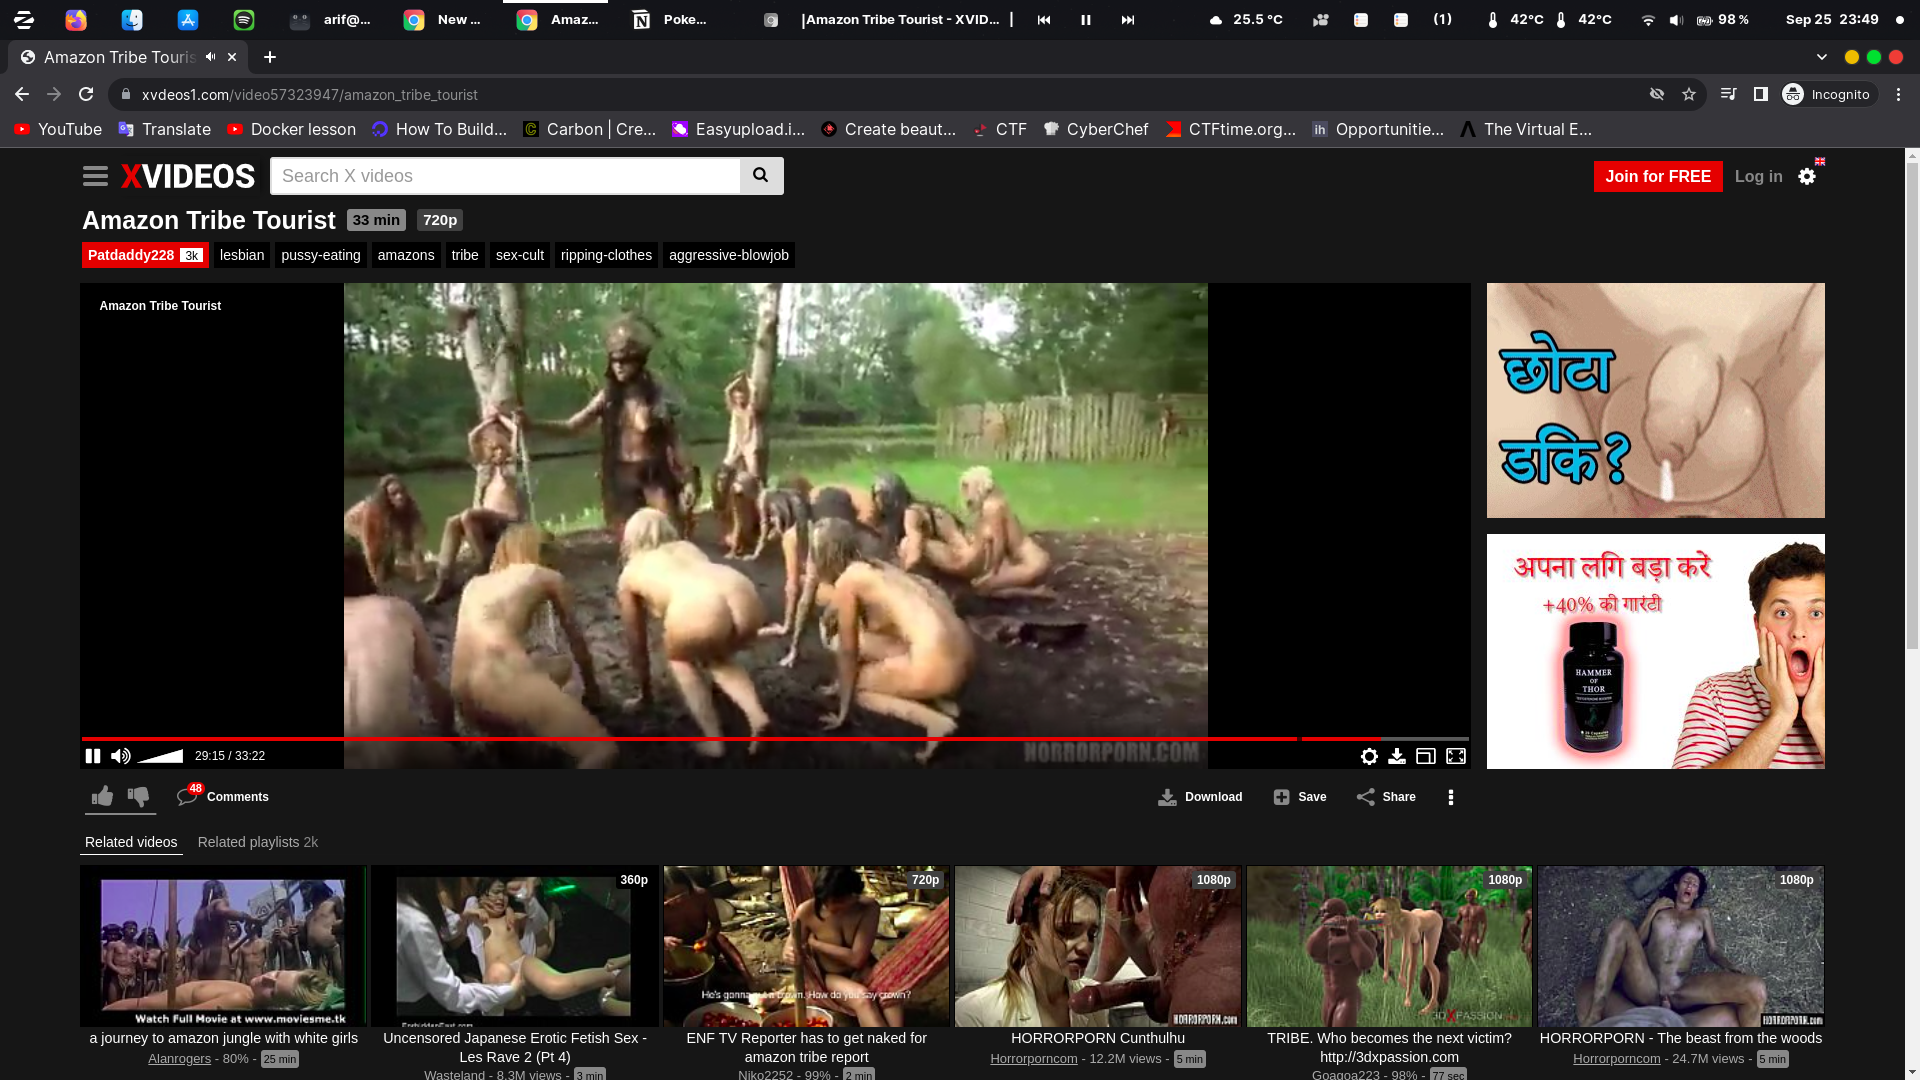 arif@...
New ...
Amaz...
Poke...
|Amazon Tribe Tourist - XVID... |
25.5 °C
(1)
42°C
42°C
98 %
Sep 25 23:49
Amazon Tribe Touris
xvdeos1.com/video57323947/amazon_tribe_tourist
Incognito
YouTube
Translate
Docker lesson
How To Build...
Carbon | Cre...
Easyupload.i...
Create beaut...
CTF
CyberChef
CTFtime.org...
ih Opportunitie...
The Virtual E...
XVIDEOS
Search X videos
Join for FREE
Log in
Amazon Tribe Tourist 33 min 720p
Patdaddy228 3k lesbian pussy-eating amazons tribe sex-cult ripping-clothes aggressive-blowjob
Amazon Tribe Tourist
HORRORPORN.COM
29:15 / 33:22
छोटा
डकि?
अपना लगि बड़ा करें
+40% की गारंटी
HAMMER
OF
THOR
48
Comments
Download
Save
Share
Related videos
Related playlists 2k
Watch Full Movie at www.moviesme.tk
a journey to amazon jungle with white girls
Alanrogers - 80% - 25 min
360p
Uncensored Japanese Erotic Fetish Sex -
Les Rave 2 (Pt 4)
Wasteland - 8.3M views - 3 min
720p
He's gonna cut a crown. How do you say crown?
ENF TV Reporter has to get naked for
amazon tribe report
Niko2252 - 99% - 2 min
1080p
HORRORPORN.COM
HORRORPORN Cunthulhu
Horrorporncom - 12.2M views - 5 min
1080p
3DXPASSION
TRIBE. Who becomes the next victim?
http://3dxpassion.com
Goagoa223 - 98% - 77 sec
1080p
HORRORPORN.COM
HORRORPORN - The beast from the woods
Horrorporncom - 24.7M views - 5 min